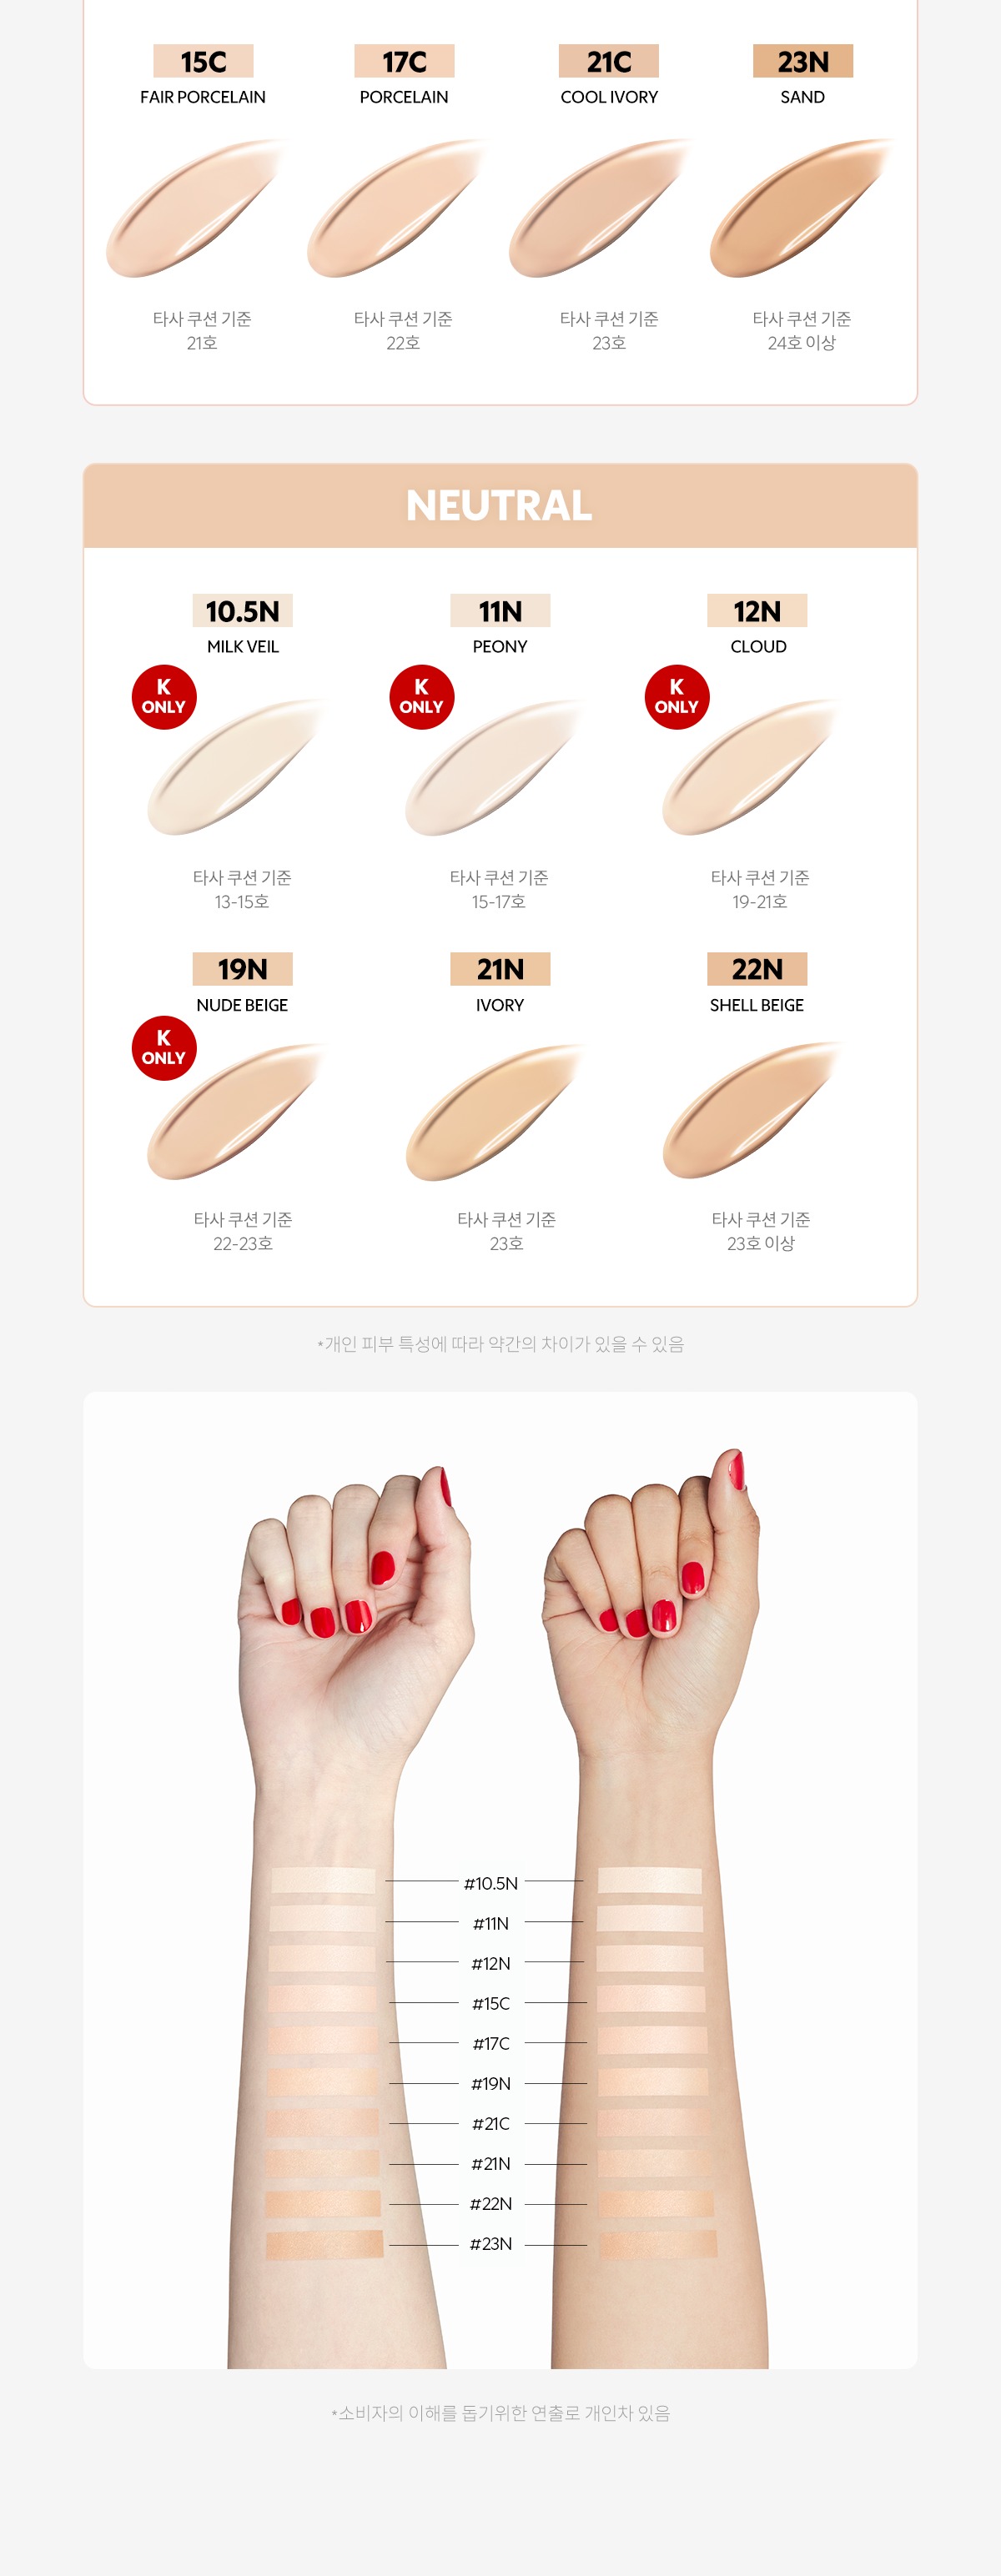 15C 17C 21C 23N
FAIR PORCELAIN PORCELAIN COOL IVORY SAND
타사 쿠션 기준 타사 쿠션 기준 타사 쿠션 기준 타사 쿠션 기준
21호 22호 23호 24호 이상
NEUTRAL
10.5N 11N 12N
MILK VEIL PEONY CLOUD
K K K
ONLY ONLY ONLY
타사 쿠션 기준 타사 쿠션 기준 타사 쿠션 기준
13-15호 15-17호 19-21호
19N 21N 22N
NUDE BEIGE IVORY SHELL BEIGE
K
ONLY
타사 쿠션 기준 타사 쿠션 기준 타사 쿠션 기준
22-23호 23호 23호 이상
*개인 피부 특성에 따라 약간의 차이가 있을 수 있음
#10.5N
#11N
#12N
#15C
#17C
#19N
#21C
#21N
#22N
#23N
*소비자의 이해를 돕기위한 연출로 개인차 있음